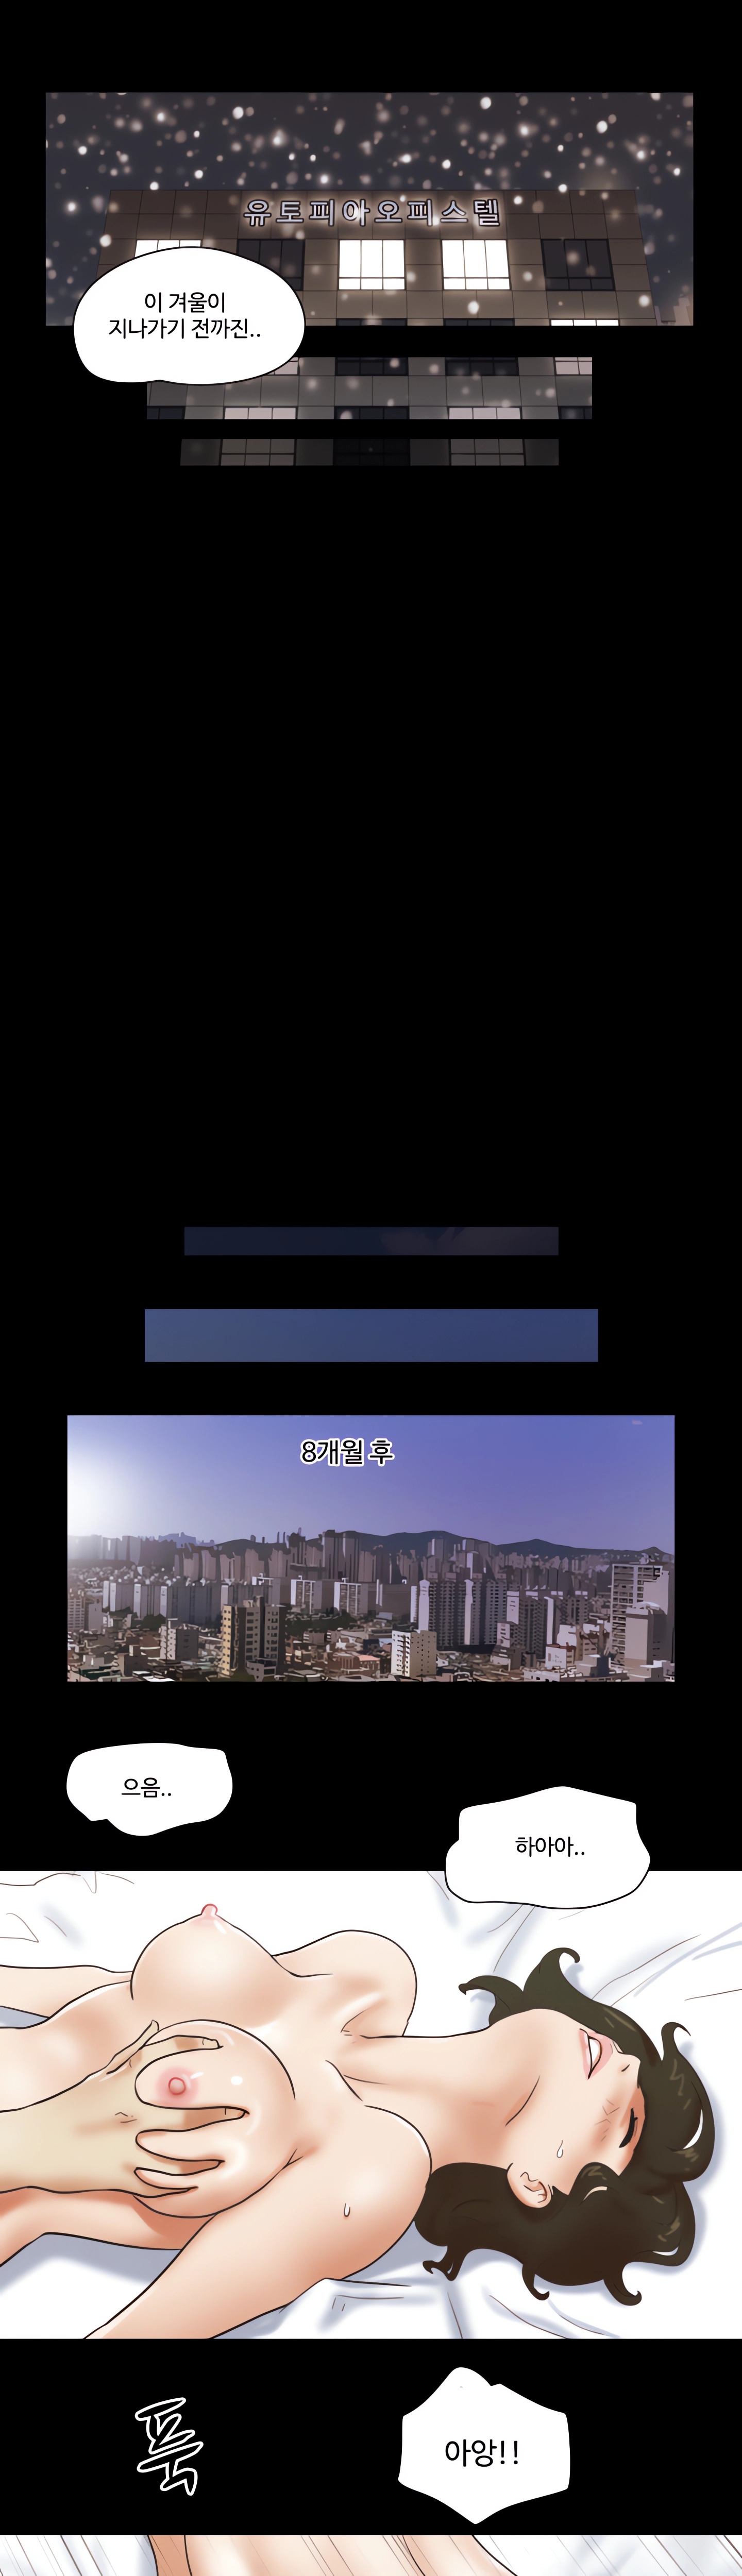 유토피아오피스텔
이 겨울이
지나가기 전까진..
8개월 후
으음..
하아아..
아앙!!
푹